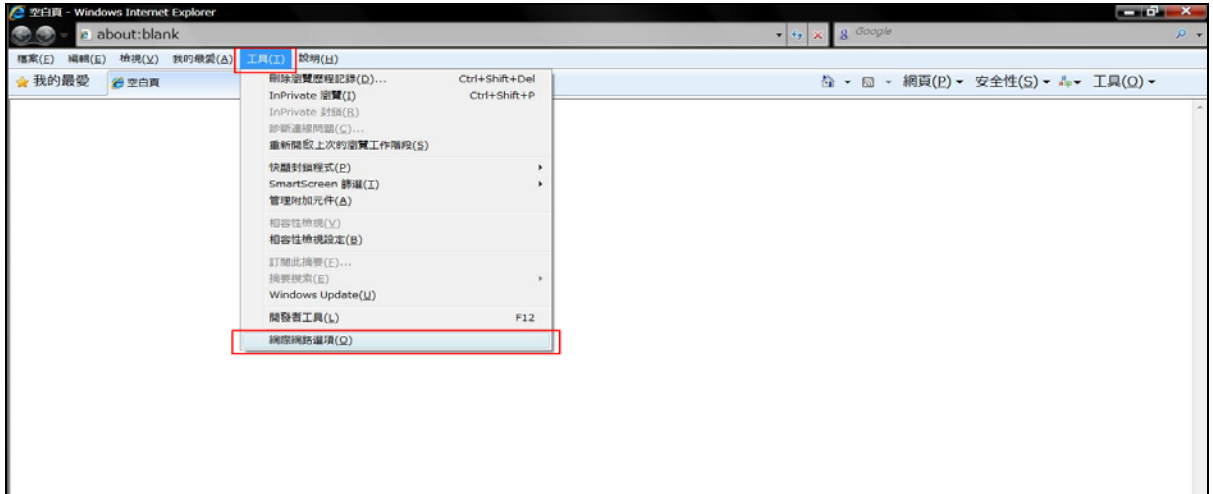 空白頁 - Windows Internet Explorer
about:blank
Google
檔案(E) 編輯(E) 檢視(V) 我的最愛(A) 工具(T) 說明(H)
我的最愛 空白頁 網頁(P) 安全性(S) 工具(O)
刪除瀏覽歷程記錄(D)... Ctrl+Shift+Del
InPrivate 瀏覽(I) Ctrl+Shift+P
InPrivate 封鎖(R)
診斷連線問題(C)...
重新開啟上次的瀏覽工作階段(S)
快顯封鎖程式(P)
SmartScreen 篩選(T)
管理附加元件(A)
相容性檢視(V)
相容性檢視設定(B)
訂閱此摘要(F)...
摘要探索(E)
Windows Update(U)
開發者工具(L) F12
網際網路選項(O)